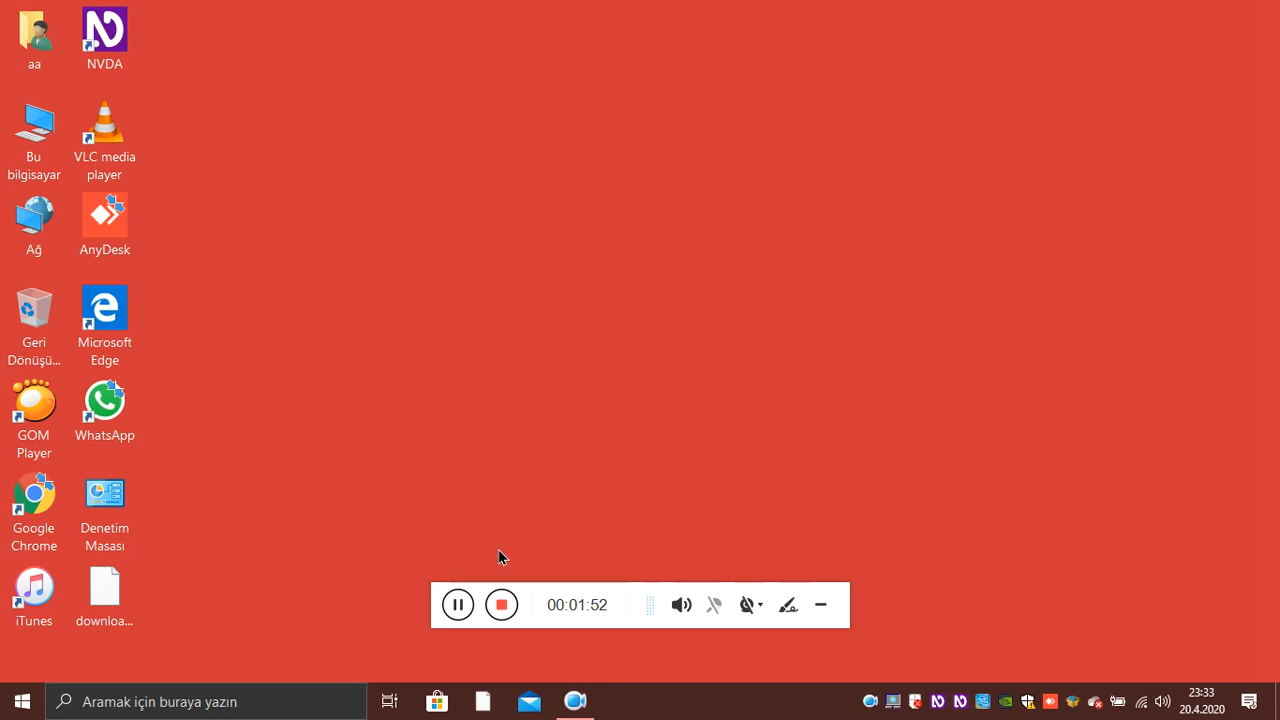 aa
NVDA
Bu
bilgisayar
VLC media
player
Ağ
AnyDesk
Geri
Dönüşü...
Microsoft
Edge
GOM
Player
WhatsApp
Google
Chrome
Denetim
Masası
iTunes
downloa...
00:01:52
Aramak için buraya yazın
23:33
20.4.2020